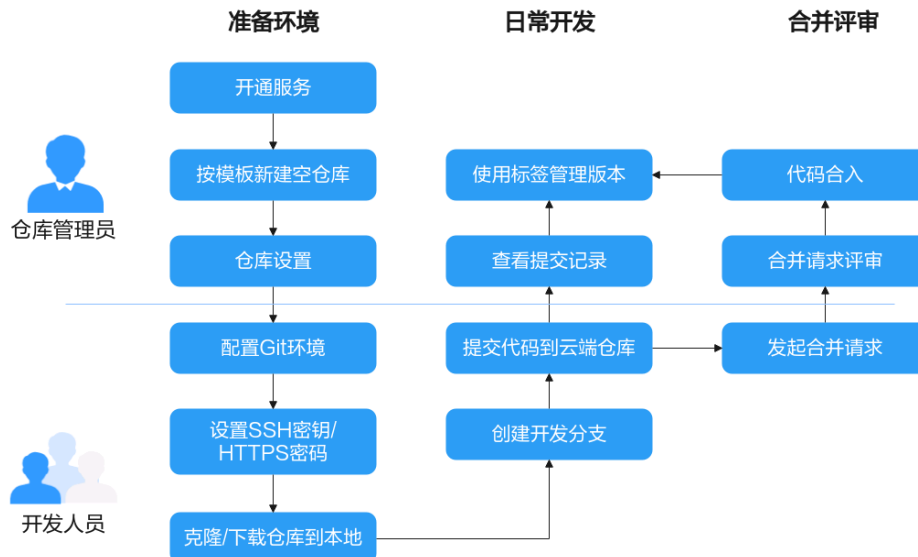 准备环境
日常开发
合并评审
开通服务
按模板新建空仓库
使用标签管理版本
代码合入
仓库管理员
仓库设置
查看提交记录
合并请求评审
配置Git环境
提交代码到云端仓库
发起合并请求
设置SSH密钥/
HTTPS密码
创建开发分支
开发人员
克隆/下载仓库到本地